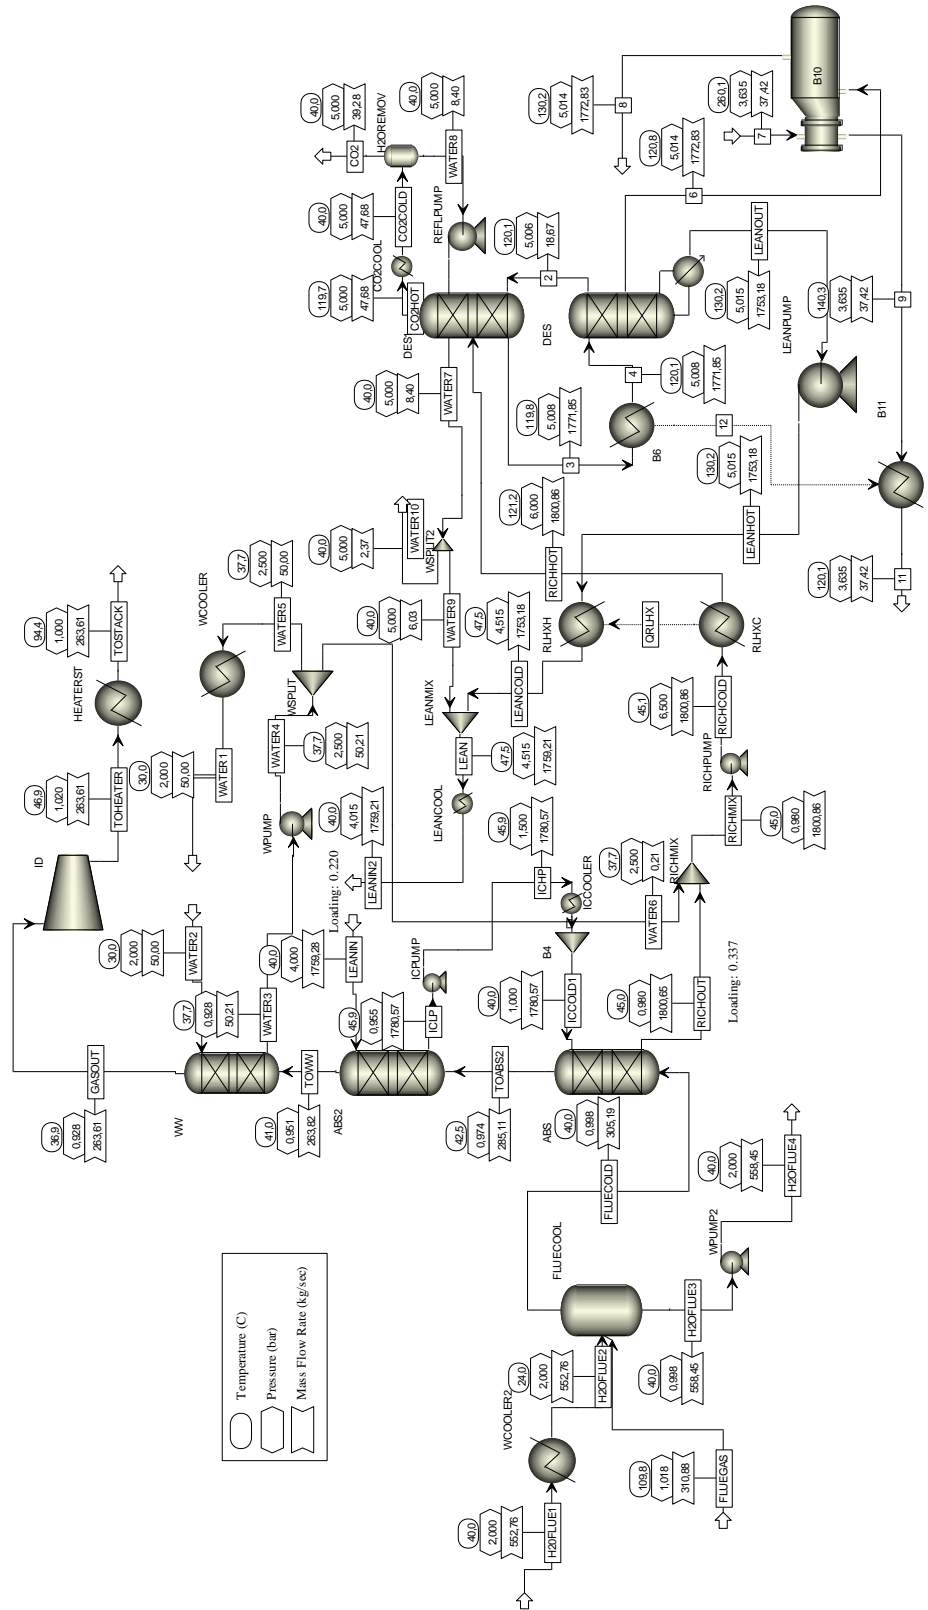 Temperature (C)
Pressure (bar)
Mass Flow Rate (kg/sec)
40,0
2,000
552,76
H2OFLUE1
WCOOLER2
24,0
2,000
552,76
H2OFLUE2
109,8
1,018
310,88
FLUEGAS
FLUECOOL
40,0
0,998
558,45
H2OFLUE3
WPUMP2
40,0
2,000
558,45
H2OFLUE4
40,0
0,998
305,19
FLUECOLD
ABS
42,5
0,974
285,11
TOABS2
ABS2
41,0
0,951
263,82
TOWW
WW
36,9
0,928
263,61
GASOUT
37,7
0,928
50,21
WATER3
30,0
2,000
50,00
WATER2
ID
46,9
1,020
263,61
TOHEATER
HEATERST
94,4
1,000
263,61
TOSTACK
30,0
2,000
50,00
WATER1
WCOOLER
37,7
2,500
50,00
WATER5
WSPLIT
37,7
2,500
50,21
WATER4
WPUMP
Loading: 0.220
40,0
4,000
1759,28
LEANIN
40,0
4,015
1759,21
LEANIN2
45,9
0,955
1780,57
ICLP
ICPUMP
45,9
1,500
1780,57
ICHP
ICCOOLER
B4
40,0
1,000
1780,57
ICCOLD1
45,0
0,980
1800,65
RICHOUT
Loading: 0.337
37,7
2,500
0,21
WATER6
RICHMIX
45,0
0,980
1800,86
RICHMIX
RICHPUMP
45,1
6,500
1800,86
RICHCOLD
RLHXC
QRLHX
RLHXH
121,2
6,000
1800,86
RICHHOT
47,5
4,515
1753,18
LEANCOLD
LEANMIX
47,5
4,515
1759,21
LEAN
LEANCOOL
40,0
5,000
6,03
WATER9
WSPLIT2
40,0
5,000
2,37
WATER10
40,0
5,000
8,40
WATER7
DES1
CO2HOT
119,7
5,000
47,68
CO2COOL
40,0
5,000
47,68
CO2COLD
H2OREMOV
40,0
5,000
39,28
CO2
40,0
5,000
8,40
WATER8
REFLPUMP
120,1
5,006
18,67
2
DES
119,8
5,008
1771,85
3
120,1
5,008
1771,85
4
B6
12
130,2
5,015
1753,18
LEANHOT
LEANPUMP
130,2
5,015
1753,18
LEANOUT
120,8
5,014
1772,83
6
130,2
5,014
1772,83
8
260,1
3,635
37,42
7
B10
140,3
3,635
37,42
9
B11
120,1
3,635
37,42
11